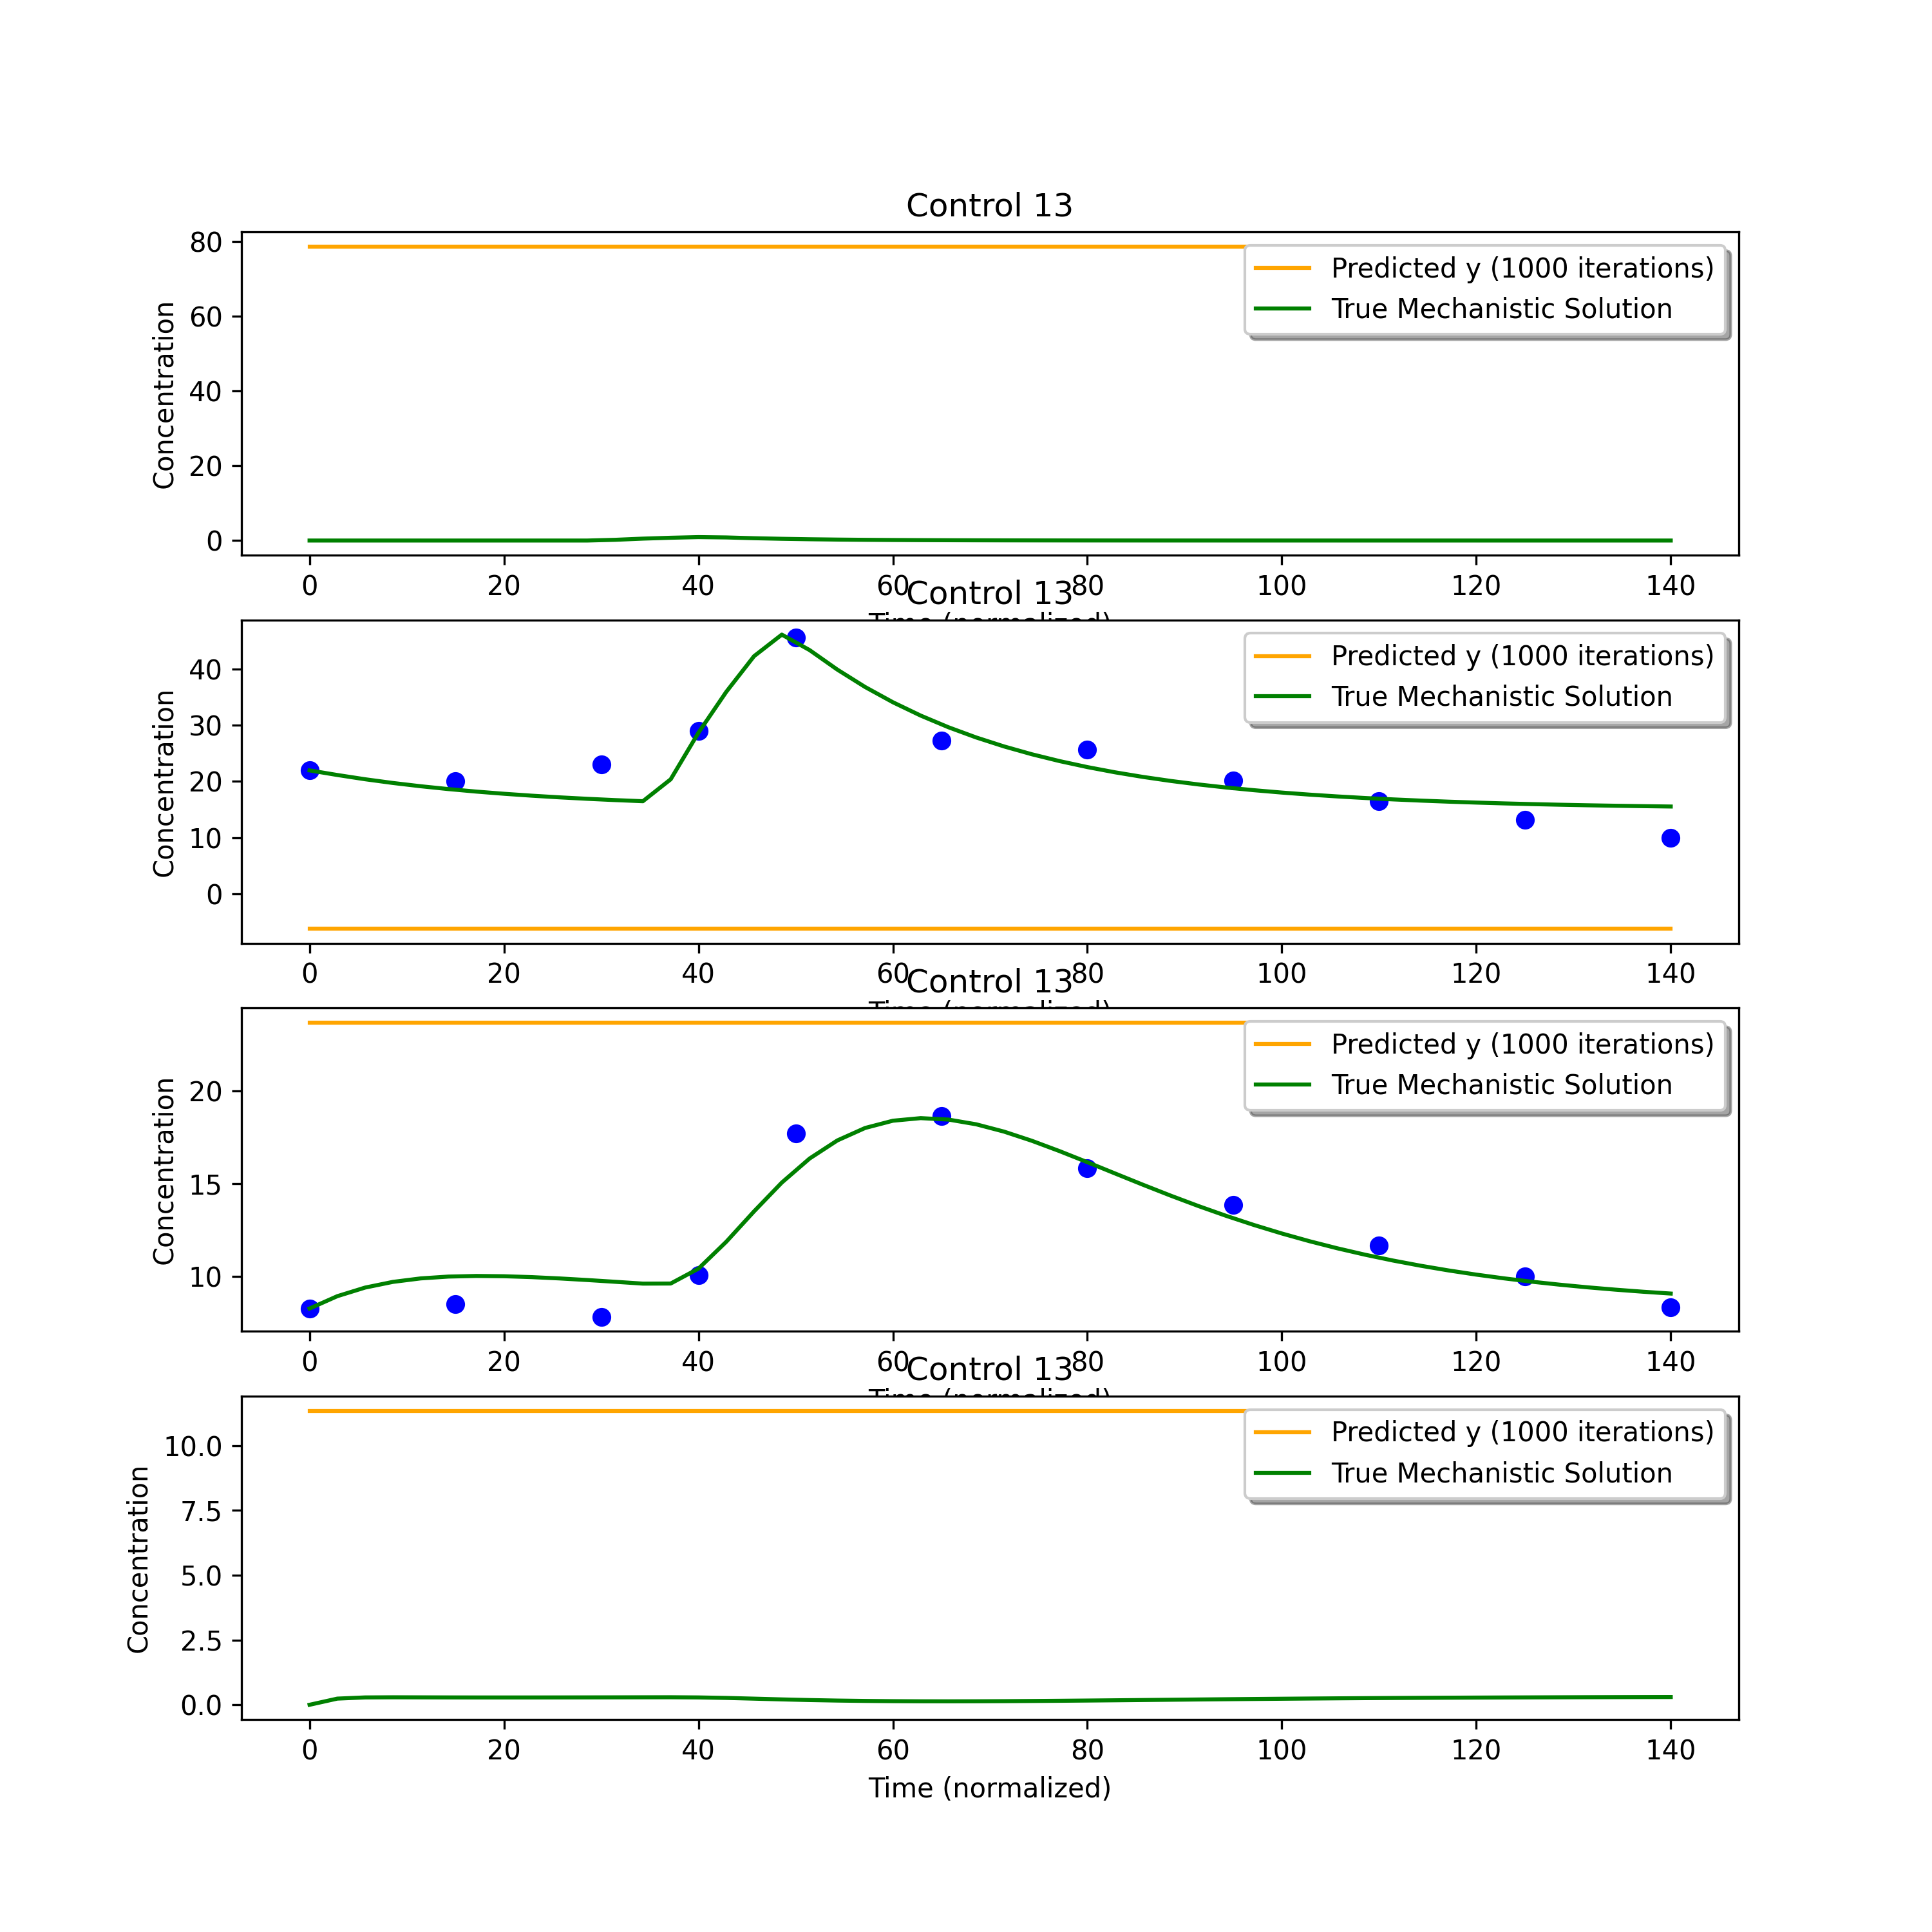 Control 13
80
60
40
20
0
Concentration
Predicted y (1000 iterations)
True Mechanistic Solution
0 20 40 60 80 100 120 140
Control 13
40
30
20
10
0
Concentration
Predicted y (1000 iterations)
True Mechanistic Solution
0 20 40 60 80 100 120 140
Control 13
20
15
10
Concentration
Predicted y (1000 iterations)
True Mechanistic Solution
0 20 40 60 80 100 120 140
Control 13
10.0
7.5
5.0
2.5
0.0
Concentration
Predicted y (1000 iterations)
True Mechanistic Solution
0 20 40 60 80 100 120 140
Time (normalized)